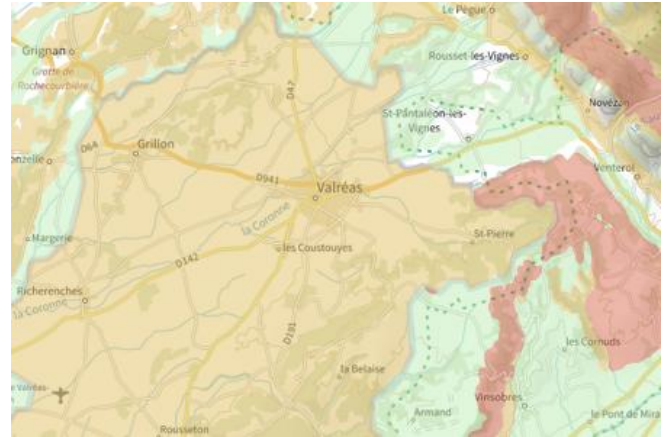 Le Pègue
Grignan
Rousset-les-Vignes
Grotte de
Rochecourbière
D47
Novézan
St-Pantaléon-les-
Vignes
D64
Grillon
Venterol
D941
Valréas
la Coronne
St-Pierre
Margerie
les Coustouyes
D142
Richerenches
la Coronne
D191
les Cornuds
la Belaise
Vinsobres
Armand
le Pont de Mira
Rousseton